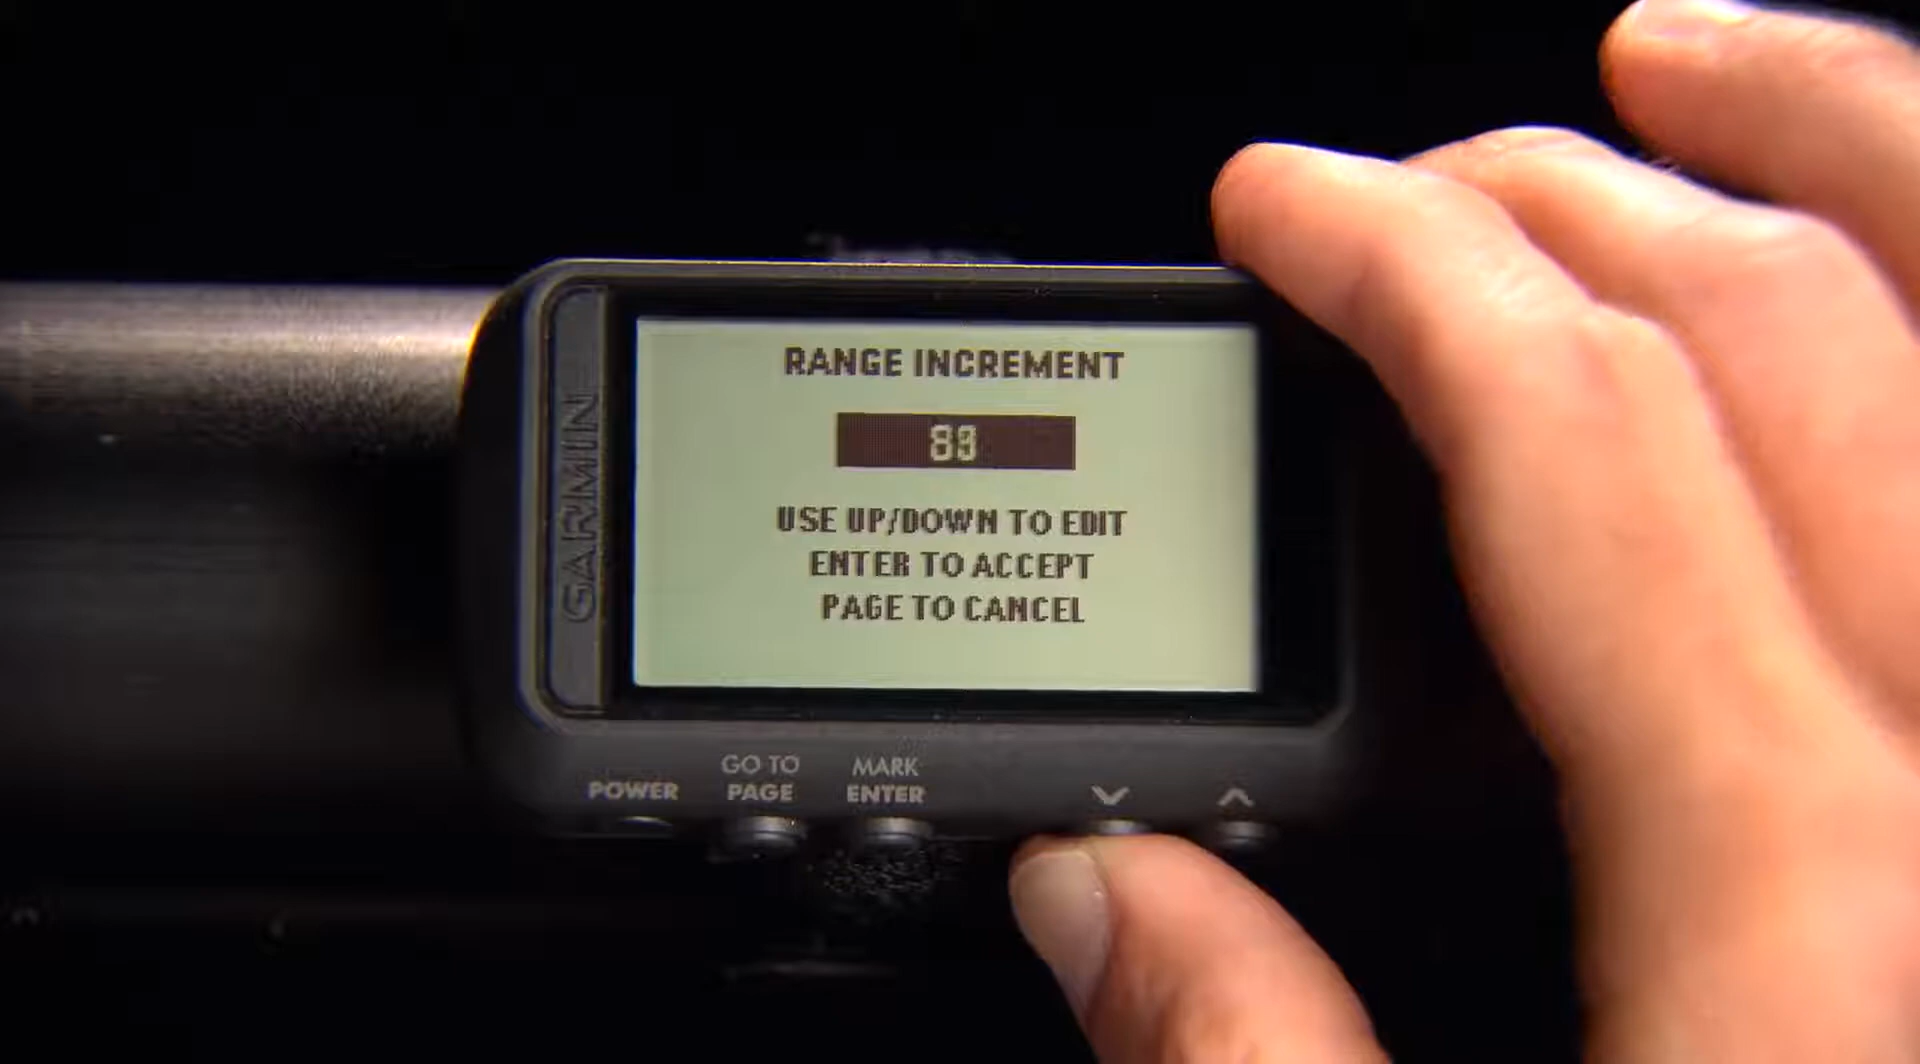 GARMIN
RANGE INCREMENT
USE UP/DOWN TO EDIT
ENTER TO ACCEPT
PAGE TO CANCEL
POWER
GO TO
PAGE
MARK
ENTER